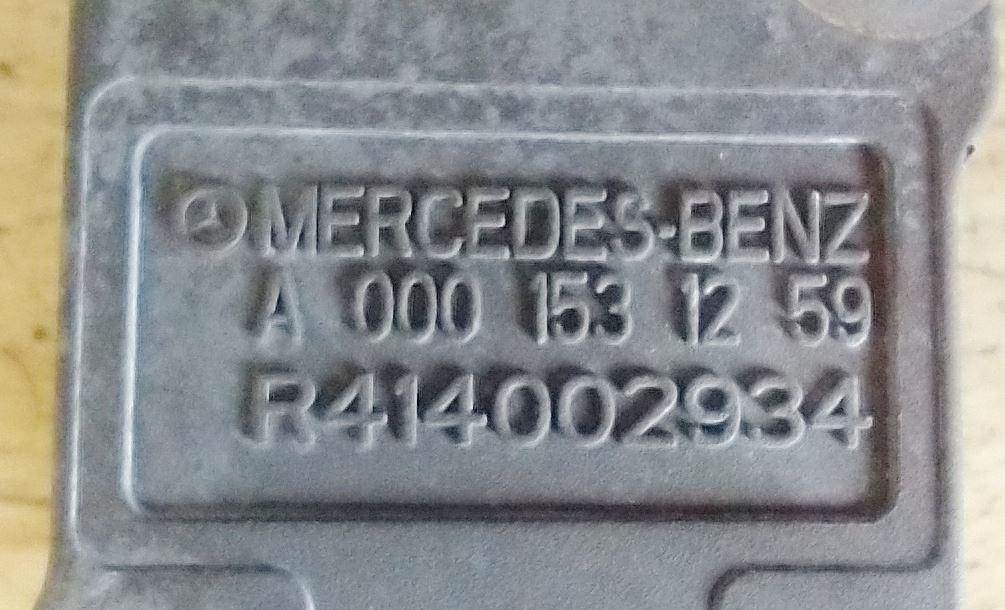 MERCEDES-BENZ
A 000 153 12 59
R414002934